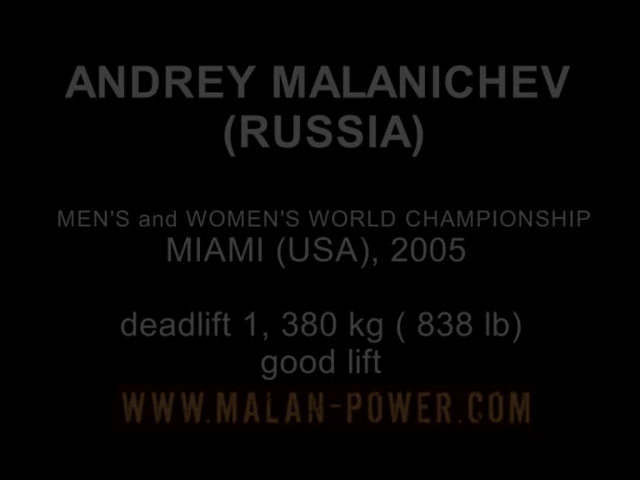 ANDREY MALANICHEV
(RUSSIA)
MEN'S and WOMEN'S WORLD CHAMPIONSHIP
MIAMI (USA), 2005
deadlift 1, 380 kg ( 838 lb)
good lift
WWW.MALAN-POWER.COM